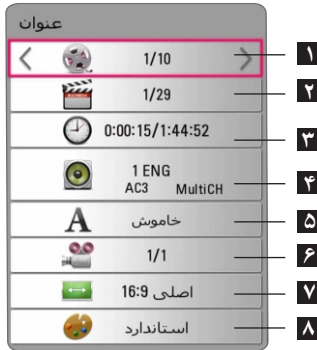 عنوان
1/10 ۱
1/29 ۲
0:00:15/1:44:52 ۳
1 ENG
AC3 MultiCH ۴
A خاموش ۵
1/1 ۶
16:9 اصلی ۷
استاندارد ۸